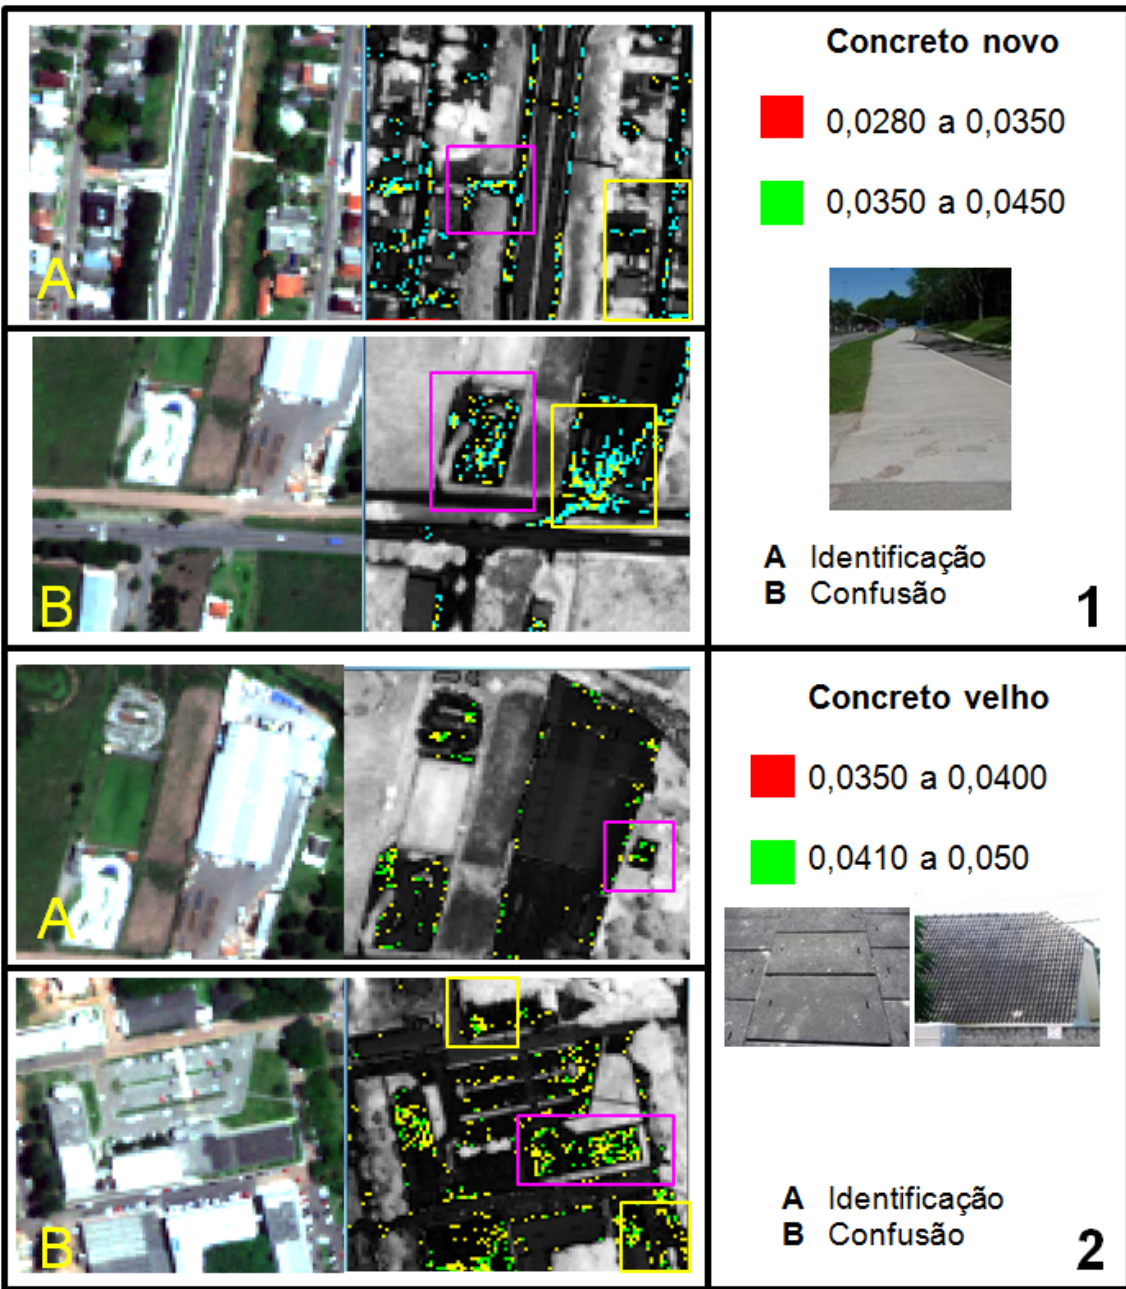 Concreto novo
0,0280 a 0,0350
0,0350 a 0,0450
A
B
A Identificação
B Confusão
1
Concreto velho
0,0350 a 0,0400
0,0410 a 0,050
A
B
A Identificação
B Confusão
2